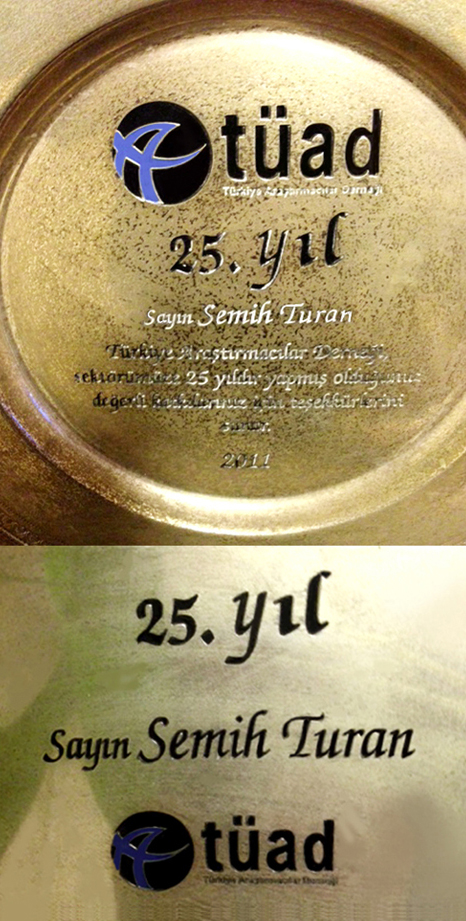 tüad
Türkiye Araştırmacılar Derneği
25. yıl
Sayın Semih Turan
Türkiye Araştırmacılar Derneği,
sektörümüze 25 yıldır yapmış olduğunuz
değerli katkılarınız için teşekkürlerini
sunar.
2011
25. yıl
Sayın Semih Turan
tüad
Türkiye Araştırmacılar Derneği